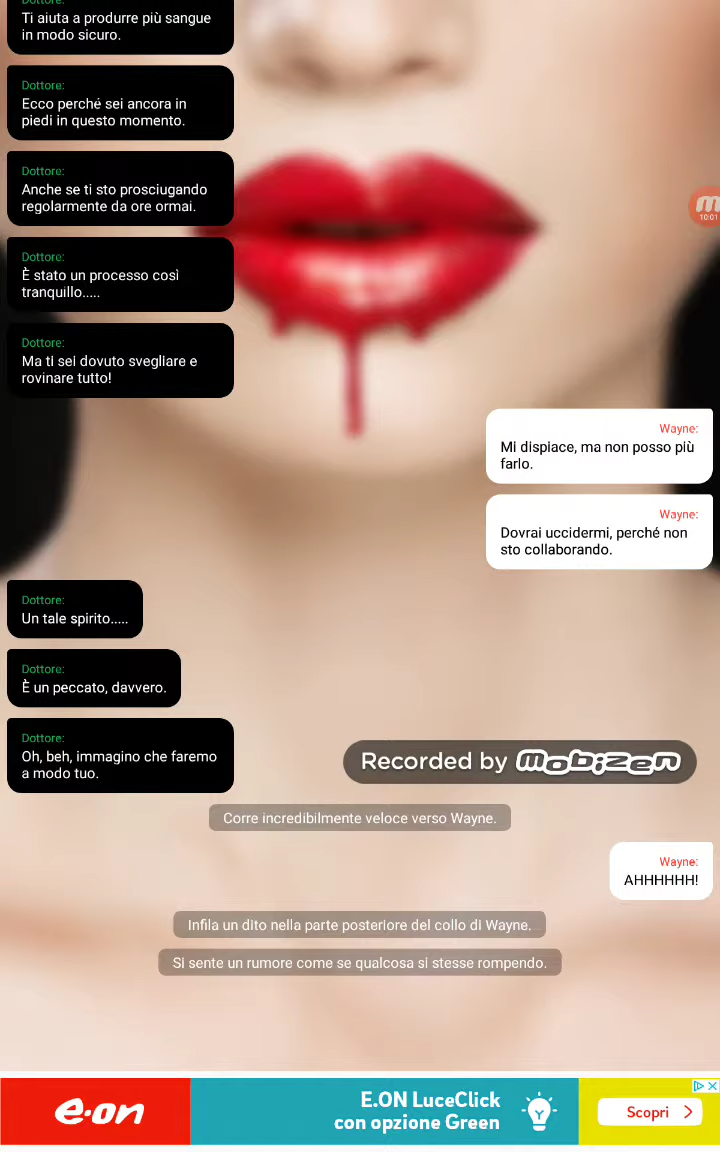 Dottore:
Ti aiuta a produrre più sangue
in modo sicuro.
Dottore:
Ecco perché sei ancora in
piedi in questo momento.
Dottore:
Anche se ti sto prosciugando
regolarmente da ore ormai.
Dottore:
È stato un processo così
tranquillo.....
Dottore:
Ma ti sei dovuto svegliare e
rovinare tutto!
Wayne:
Mi dispiace, ma non posso più
farlo.
Wayne:
Dovrai uccidermi, perché non
sto collaborando.
Dottore:
Un tale spirito.....
Dottore:
È un peccato, davvero.
Dottore:
Oh, beh, immagino che faremo
a modo tuo.
Recorded by mobizen
Corre incredibilmente veloce verso Wayne.
Wayne:
AHHHHHH!
Infila un dito nella parte posteriore del collo di Wayne.
Si sente un rumore come se qualcosa si stesse rompendo.
10:01
e·on
E.ON LuceClick
con opzione Green
Scopri